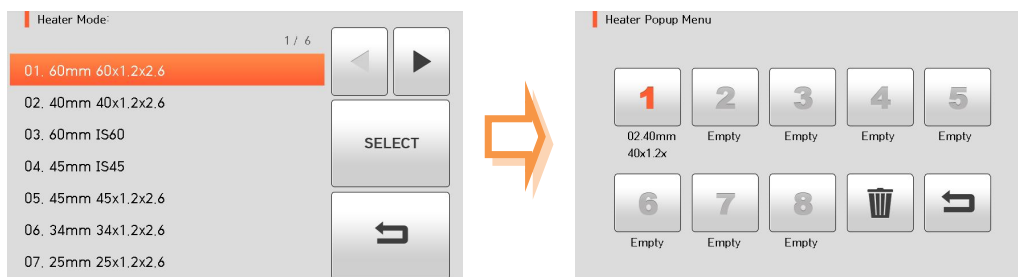 Heater Mode:
1/ 6
01. 60mm 60x1.2x2.6
02. 40mm 40x1.2x2.6
03. 60mm IS60
04. 45mm IS45
05. 45mm 45x1.2x2.6
06. 34mm 34x1.2x2.6
07. 25mm 25x1.2x2.6
SELECT
Heater Popup Menu
1 2 3 4 5
02.40mm Empty Empty Empty Empty
40x1.2x
6 7 8
Empty Empty Empty